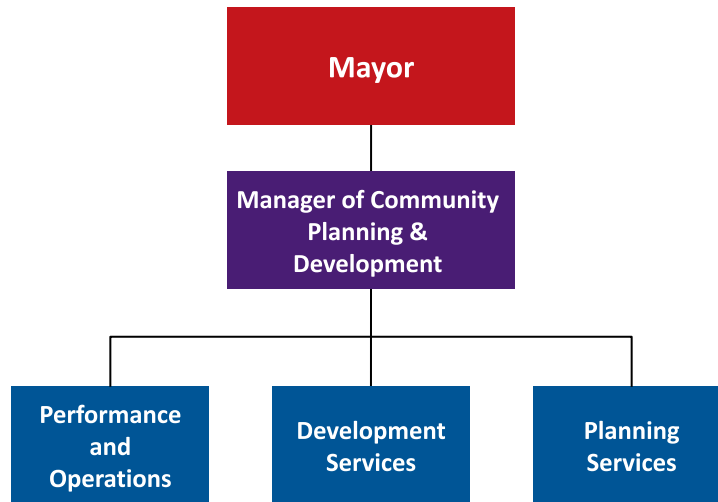 Mayor
Manager of Community
Planning &
Development
Performance
and
Operations
Development
Services
Planning
Services